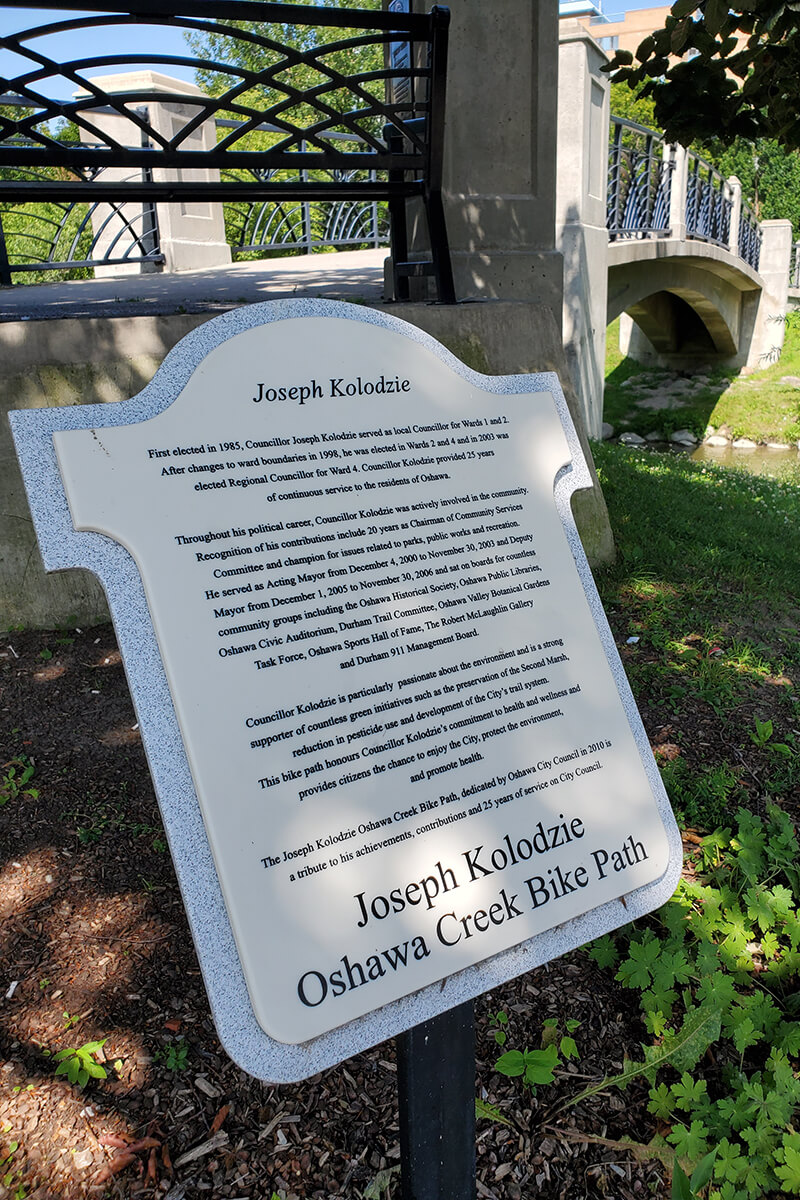 Joseph Kolodzie
First elected in 1985, Councillor Joseph Kolodzie served as local Councillor for Wards 1 and 2.
After changes to ward boundaries in 1998, he was elected in Wards 2 and 4 and in 2003 was
elected Regional Councillor for Ward 4. Councillor Kolodzie provided 25 years
of continuous service to the residents of Oshawa.
Throughout his political career, Councillor Kolodzie was actively involved in the community.
Recognition of his contributions include 20 years as Chairman of Community Services
Committee and champion for issues related to parks, public works and recreation.
He served as Acting Mayor from December 4, 2000 to November 30, 2003 and Deputy
Mayor from December 1, 2005 to November 30, 2006 and sat on boards for countless
community groups including the Oshawa Historical Society, Oshawa Public Libraries,
Oshawa Civic Auditorium, Durham Trail Committee, Oshawa Valley Botanical Gardens
Task Force, Oshawa Sports Hall of Fame, The Robert McLaughlin Gallery
and Durham 911 Management Board.
Councillor Kolodzie is particularly passionate about the environment and is a strong
supporter of countless green initiatives such as the preservation of the Second Marsh,
reduction in pesticide use and development of the City's trail system.
This bike path honours Councillor Kolodzie's commitment to health and wellness and
provides citizens the chance to enjoy the City, protect the environment,
and promote health.
The Joseph Kolodzie Oshawa Creek Bike Path, dedicated by Oshawa City Council in 2010 is
a tribute to his achievements, contributions and 25 years of service on City Council.
Joseph Kolodzie
Oshawa Creek Bike Path